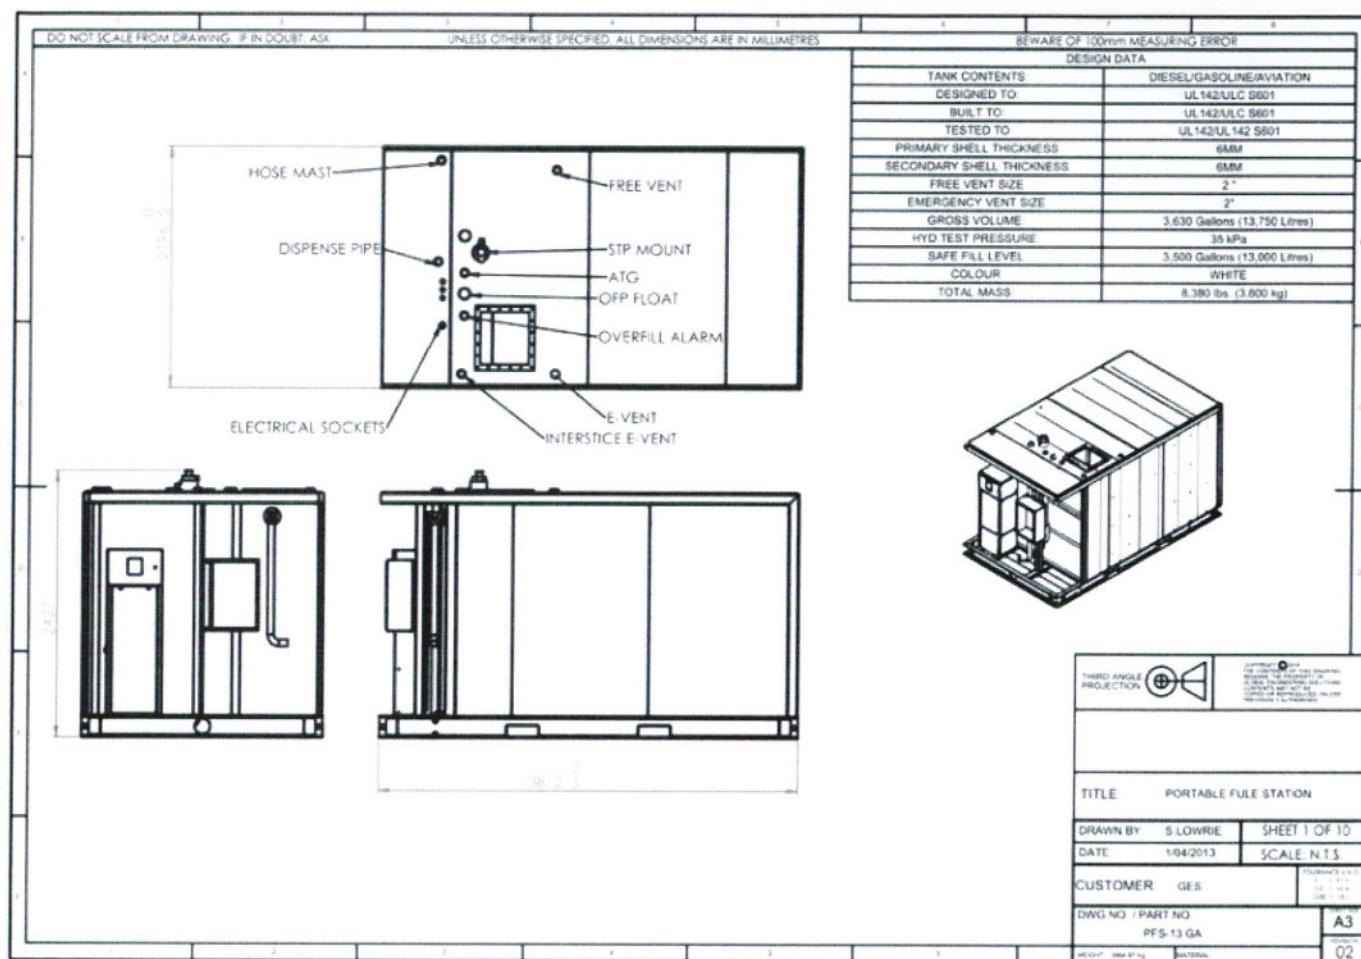 DO NOT SCALE FROM DRAWING. IF IN DOUBT; ASK
UNLESS OTHERWISE SPECIFIED. ALL DIMENSIONS ARE IN MILLIMETRES
BEWARE OF 100mm MEASURING ERROR
DESIGN DATA
TANK CONTENTS DIESEL/GASOLINE/AVIATION
DESIGNED TO: UL142/ULC S601
BUILT TO: UL142/ULC S601
TESTED TO UL142/UL142 S601
PRIMARY SHELL THICKNESS 6MM
SECONDARY SHELL THICKNESS 6MM
FREE VENT SIZE 2 "
EMERGENCY VENT SIZE 2"
GROSS VOLUME 3,630 Gallons (13,750 Litres)
HYD TEST PRESSURE 35 kPa
SAFE FILL LEVEL 3,500 Gallons (13,000 Litres)
COLOUR WHITE
TOTAL MASS 8,380 lbs. (3,800 kg)
HOSE MAST
FREE VENT
DISPENSE PIPE
STP MOUNT
ATG
OFP FLOAT
OVERFILL ALARM
E-VENT
ELECTRICAL SOCKETS
INTERSTICE E-VENT
2427
THIRD ANGLE
PROJECTION
TITLE PORTABLE FULE STATION
DRAWN BY S.LOWRIE SHEET 1 OF 10
DATE 1/04/2013 SCALE: N.T.S.
CUSTOMER GES
DWG NO. / PART NO.
PFS-13 GA
A3
02